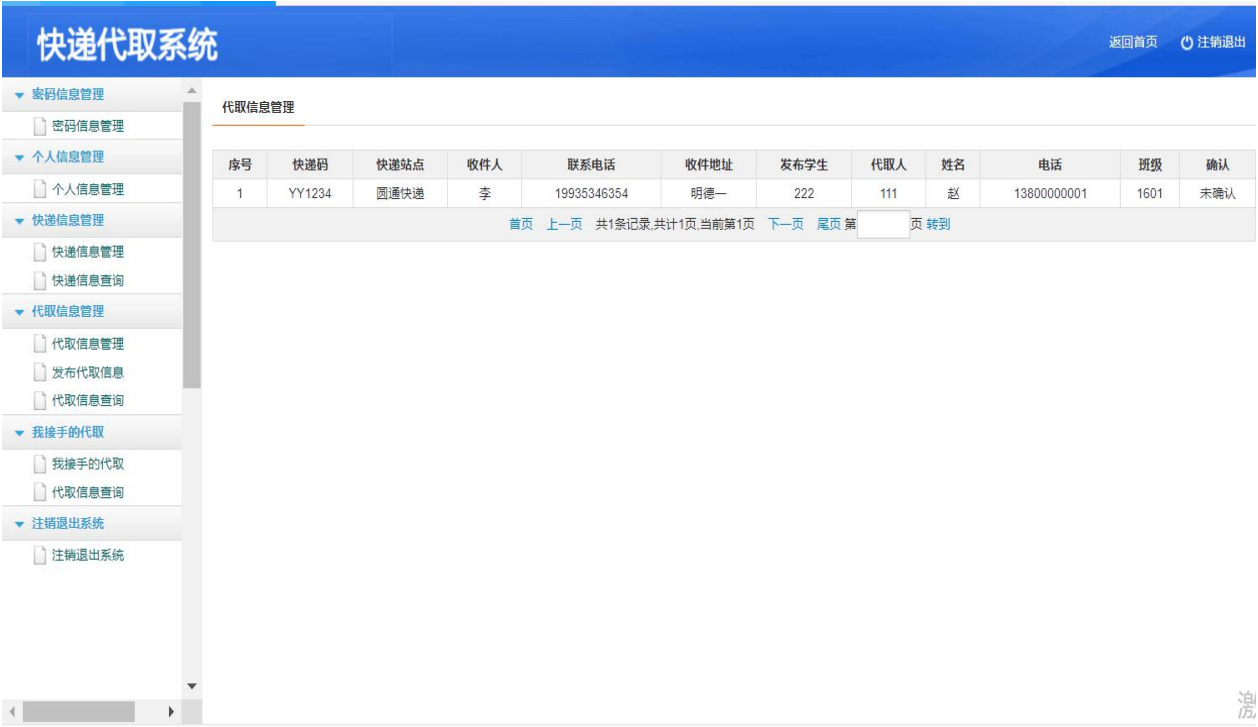 快递代取系统
返回首页 注销退出
密码信息管理
密码信息管理
个人信息管理
个人信息管理
快递信息管理
快递信息管理
快递信息查询
代取信息管理
代取信息管理
发布代取信息
代取信息查询
我接手的代取
我接手的代取
代取信息查询
注销退出系统
注销退出系统
代取信息管理
序号 快递码 快递站点 收件人 联系电话 收件地址 发布学生 代取人 姓名 电话 班级 确认
1 YY1234 圆通快递 李 19935346354 明德一 222 111 赵 13800000001 1601 未确认
首页 上一页 共1条记录,共计1页,当前第1页 下一页 尾页 第 页 转到